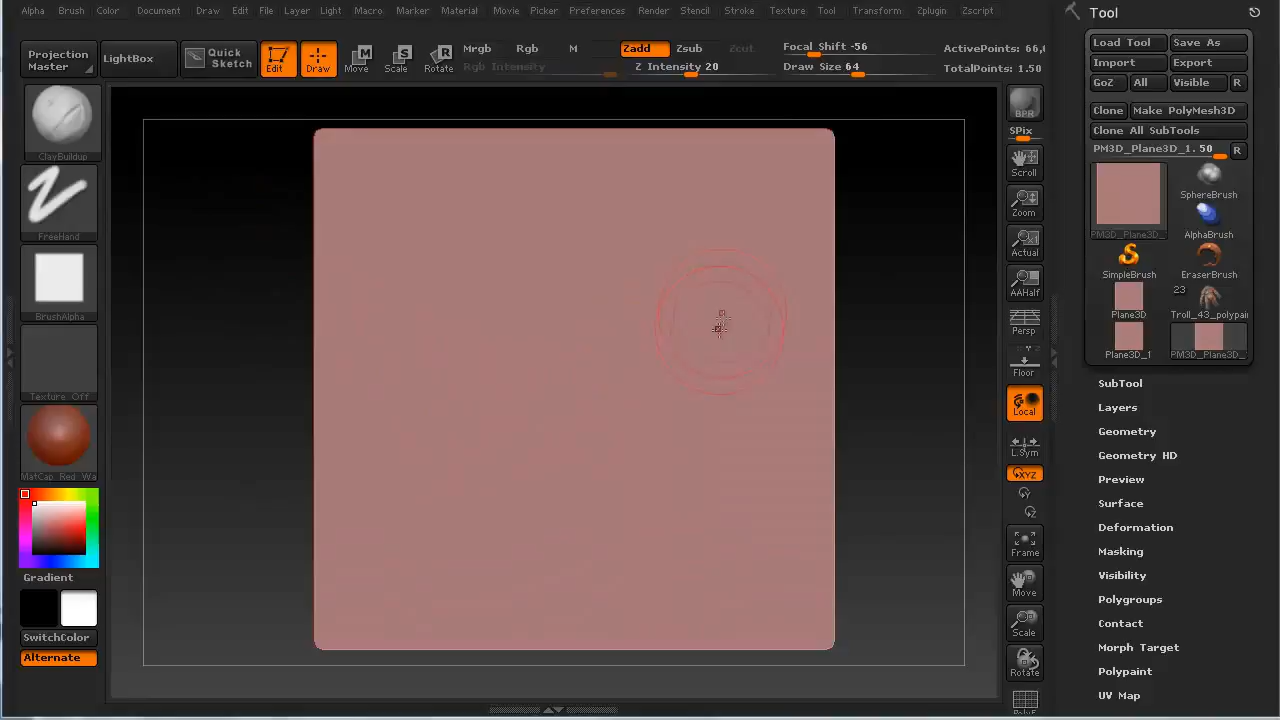 Alpha Brush Color Document Draw Edit File Layer Light Macro Marker Material Movie Picker Preferences Render Stencil Stroke Texture Tool Transform Zplugin Zscript
Tool
Projection
Master
LightBox
Quick
Sketch
Edit
Draw
Move
Scale
Rotate
Mrgb Rgb M
Rgb Intensity
Zadd Zsub Zcut
Z Intensity 20
Focal Shift -56
Draw Size 64
ActivePoints: 66,
TotalPoints: 1.50
Load Tool Save As
Import Export
GoZ All Visible R
Clone Make PolyMesh3D
Clone All SubTools
PM3D_Plane3D_1. 50 R
PM3D_Plane3D_
SphereBrush
AlphaBrush
SimpleBrush
EraserBrush
Plane3D
23
Troll_43_polypai
Plane3D_1
PM3D_Plane3D_
SubTool
Layers
Geometry
Geometry HD
Preview
Surface
Deformation
Masking
Visibility
Polygroups
Contact
Morph Target
Polypaint
UV Map
ClayBuildup
FreeHand
BrushAlpha
Texture Off
MatCap Red Wa
Gradient
SwitchColor
Alternate
BPR
SPix
Scroll
Zoom
Actual
AAHalf
Persp
Floor
Local
L.Sym
XYZ
Frame
Move
Scale
Rotate